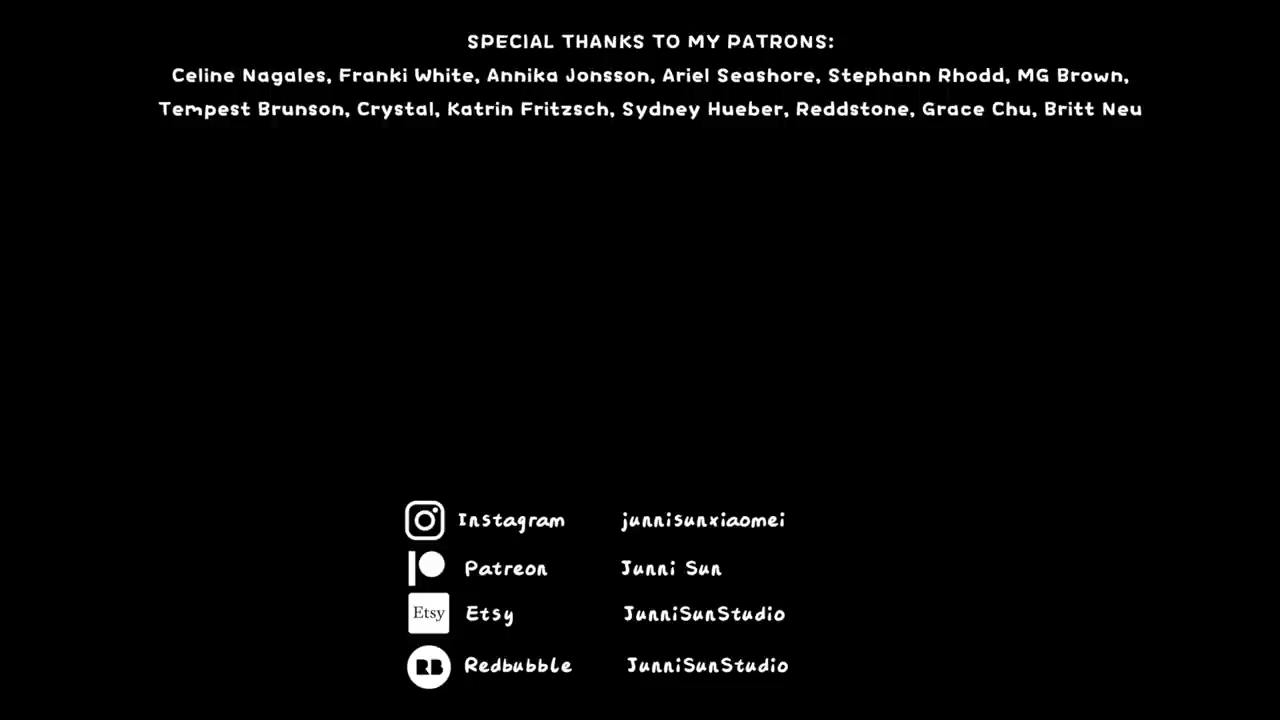 SPECIAL THANKS TO MY PATRONS:
Celine Nagales, Franki White, Annika Jonsson, Ariel Seashore, Stephann Rhodd, MG Brown,
Tempest Brunson, Crystal, Katrin Fritzsch, Sydney Hueber, Reddstone, Grace Chu, Britt Neu
Instagram junnisunxiaomei
Patreon Junni Sun
Etsy Etsy JunniSunStudio
RB Redbubble JunniSunStudio